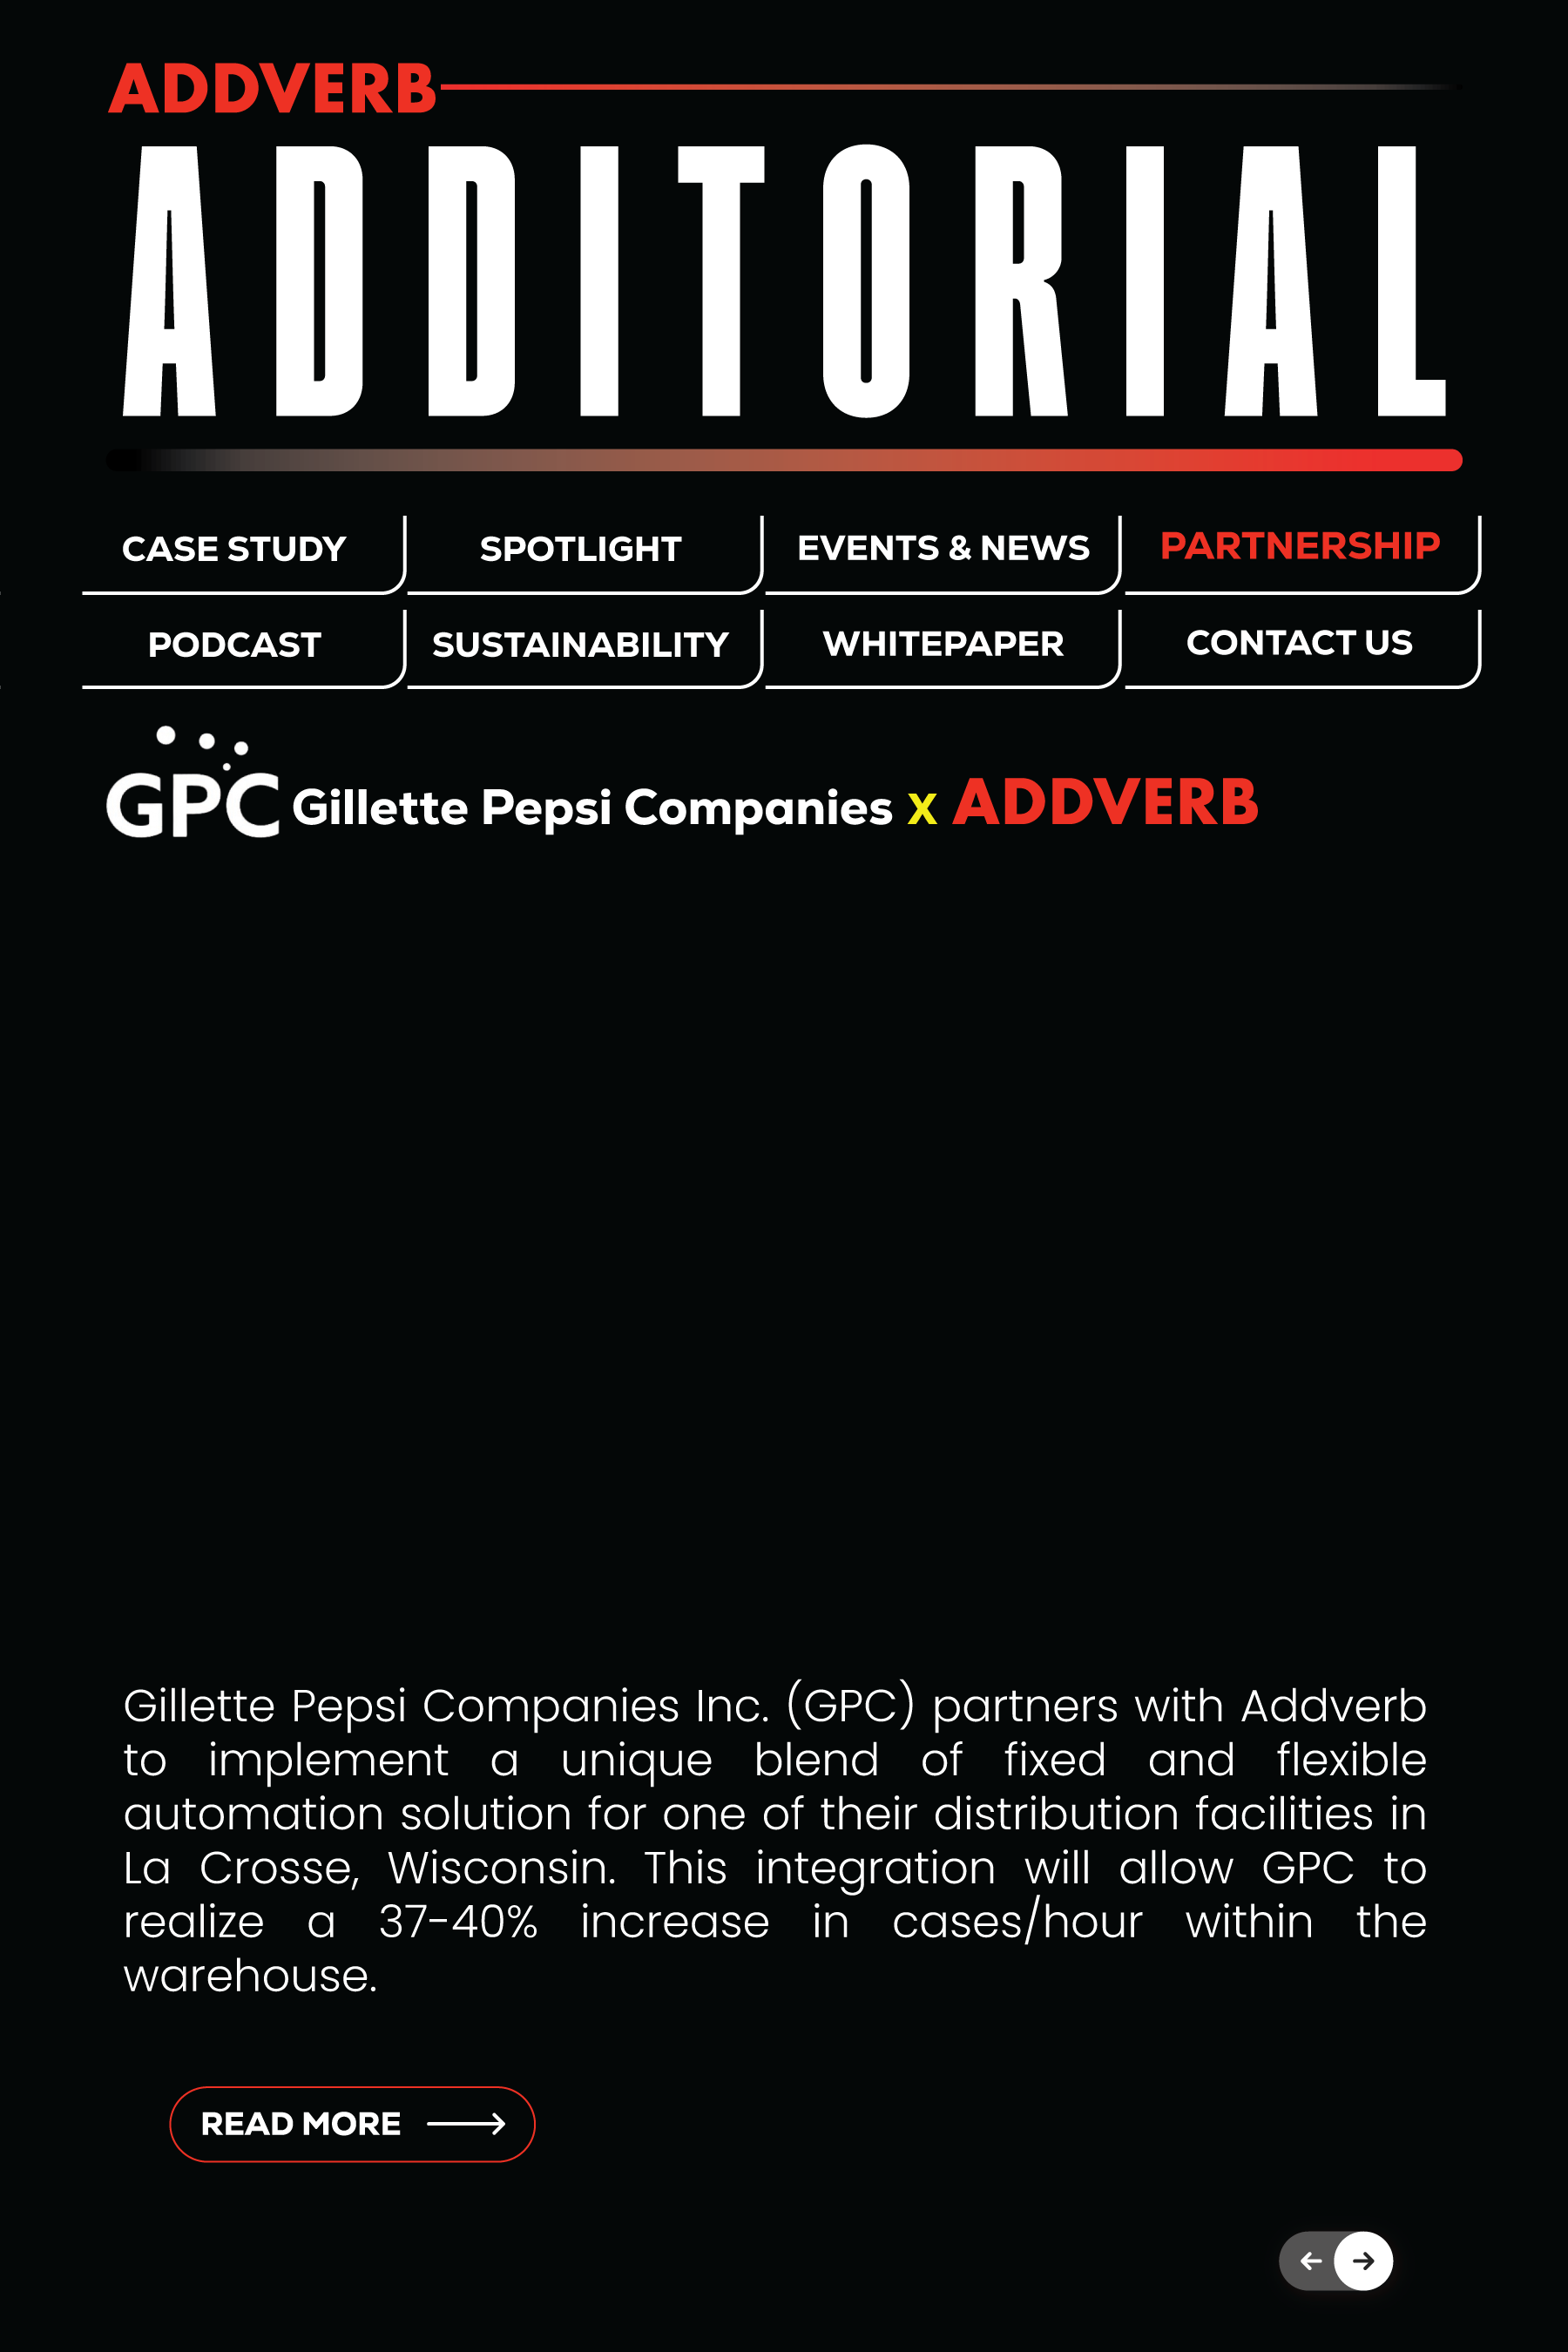 ADDVERB
ADDITORIAL
CASE STUDY
SPOTLIGHT
EVENTS & NEWS
PARTNERSHIP
PODCAST
SUSTAINABILITY
WHITEPAPER
CONTACT US
GPC Gillette Pepsi Companies x ADDVERB
Gillette Pepsi Companies Inc. (GPC) partners with Addverb
to implement a unique blend of fixed and flexible
automation solution for one of their distribution facilities in
La Crosse, Wisconsin. This integration will allow GPC to
realize a 37-40% increase in cases/hour within the
warehouse.
READ MORE